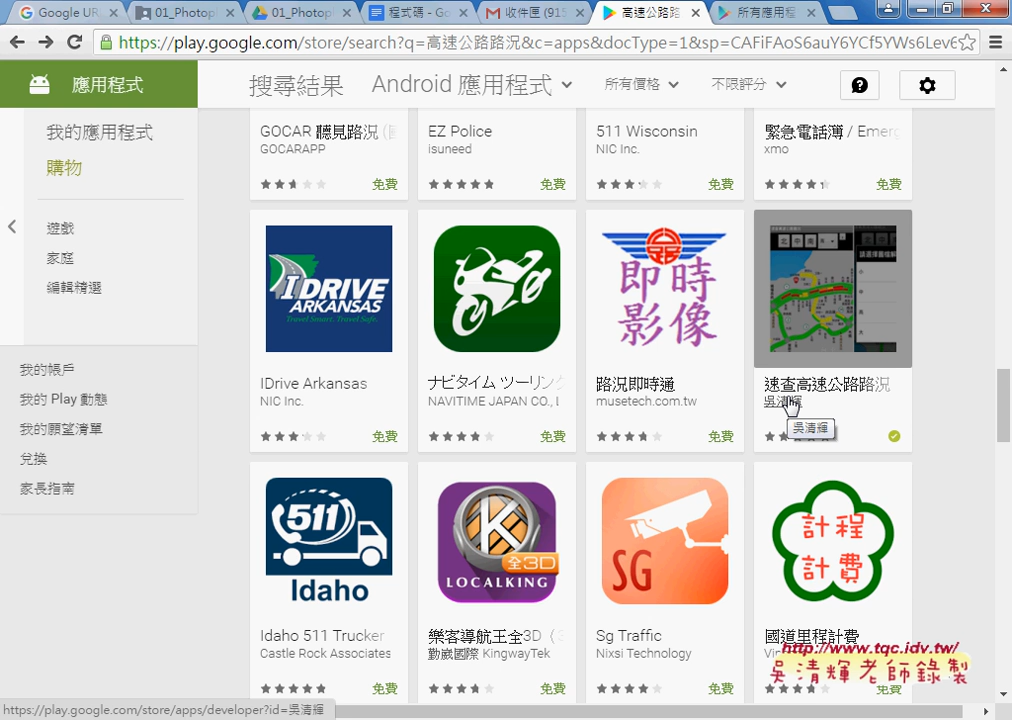 Google UR
01_Photop
01_Photop
程式碼 - Go
收件匣 (915
高速公路路
所有應用程
https://play.google.com/store/search?q=高速公路路況&c=apps&docType=1&sp=CAFiFAoS6auY6YCf5YWs6Lev6
應用程式
搜尋結果
Android 應用程式
所有價格
不限評分
我的應用程式
購物
遊戲
家庭
編輯精選
我的帳戶
我的 Play 動態
我的願望清單
兌換
家長指南
GOCAR 聽見路況
GOCARAPP
免費
EZ Police
isuneed
免費
511 Wisconsin
NIC Inc.
免費
緊急電話簿 / Emerg
xmo
免費
IDRIVE
ARKANSAS
Travel Smart. Travel Safe.
IDrive Arkansas
NIC Inc.
免費
ナビタイム ツーリング
NAVITIME JAPAN CO., L
免費
即時
影像
路況即時通
musetech.com.tw
免費
速查高速公路路況
吳清輝
吳清輝
511
Idaho
Idaho 511 Trucker
Castle Rock Associates
免費
K
全3D
LOCALKING
樂客導航王全3D
勤崴國際 KingwayTek
免費
SG
Sg Traffic
Nixsi Technology
免費
計程
計費
國道里程計費
免費
http://www.tqc.idv.tw/
吳清輝老師錄製
https://play.google.com/store/apps/developer?id=吳清輝